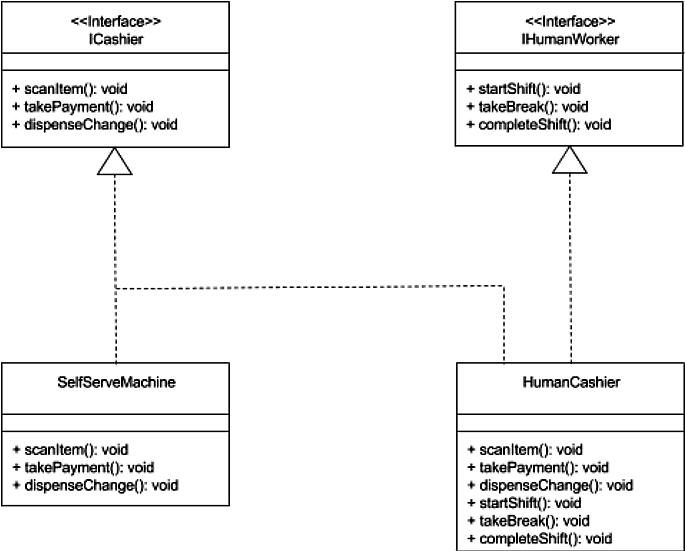 <<Interface>>
ICashier
+ scanItem(): void
+ takePayment(): void
+ dispenseChange(): void
<<Interface>>
IHumanWorker
+ startShift(): void
+ takeBreak(): void
+ completeShift(): void
SelfServeMachine
+ scanItem(): void
+ takePayment(): void
+ dispenseChange(): void
HumanCashier
+ scanItem(): void
+ takePayment(): void
+ dispenseChange(): void
+ startShift(): void
+ takeBreak(): void
+ completeShift(): void